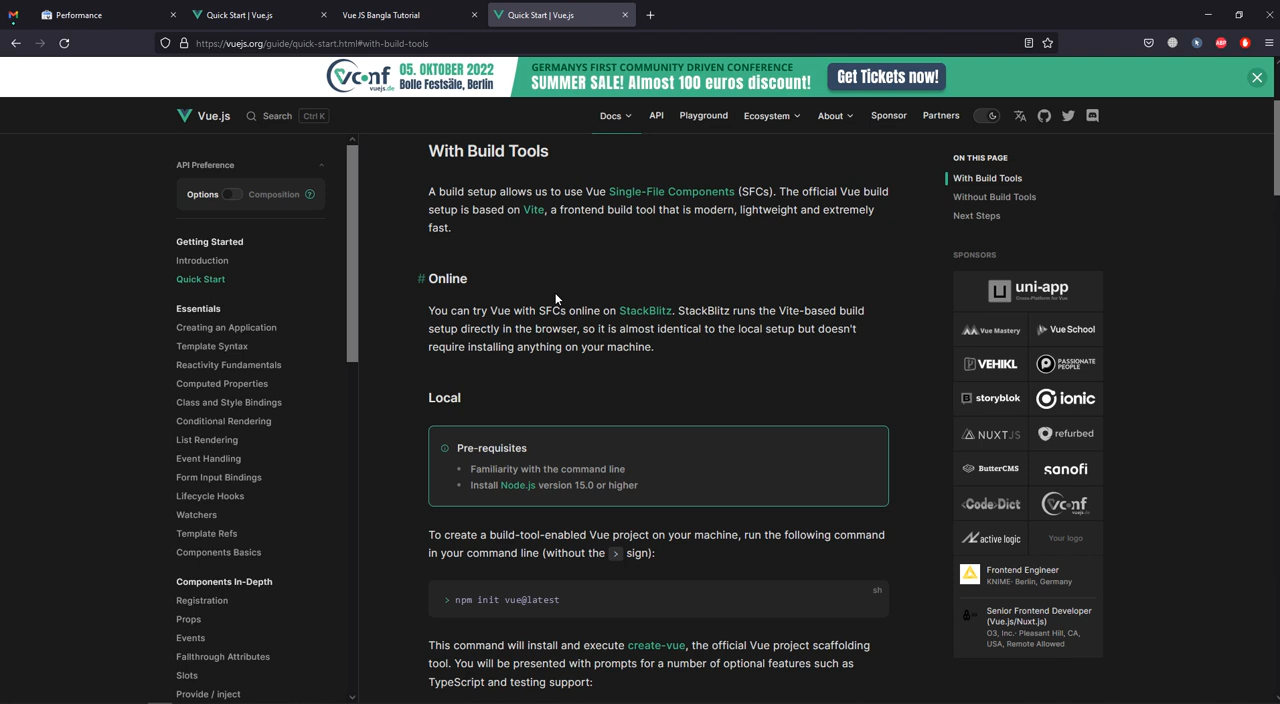 Performance
Quick Start | Vue.js
Vue JS Bangla Tutorial
Quick Start | Vue.js
https://vuejs.org/guide/quick-start.html#with-build-tools
vconf
vuejs.de
05. OKTOBER 2022
Bolle Festsäle, Berlin
GERMANYS FIRST COMMUNITY DRIVEN CONFERENCE
SUMMER SALE! Almost 100 euros discount!
Get Tickets now!
Vue.js
Search
Ctrl K
Docs
API
Playground
Ecosystem
About
Sponsor
Partners
API Preference
Options
Composition
Getting Started
Introduction
Quick Start
Essentials
Creating an Application
Template Syntax
Reactivity Fundamentals
Computed Properties
Class and Style Bindings
Conditional Rendering
List Rendering
Event Handling
Form Input Bindings
Lifecycle Hooks
Watchers
Template Refs
Components Basics
Components In-Depth
Registration
Props
Events
Fallthrough Attributes
Slots
Provide / inject
With Build Tools
A build setup allows us to use Vue Single-File Components (SFCs). The official Vue build
setup is based on Vite, a frontend build tool that is modern, lightweight and extremely
fast.
# Online
You can try Vue with SFCs online on StackBlitz. StackBlitz runs the Vite-based build
setup directly in the browser, so it is almost identical to the local setup but doesn't
require installing anything on your machine.
Local
Pre-requisites
• Familiarity with the command line
• Install Node.js version 15.0 or higher
To create a build-tool-enabled Vue project on your machine, run the following command
in your command line (without the > sign):
sh
> npm init vue@latest
This command will install and execute create-vue, the official Vue project scaffolding
tool. You will be presented with prompts for a number of optional features such as
TypeScript and testing support:
ON THIS PAGE
With Build Tools
Without Build Tools
Next Steps
SPONSORS
uni-app
Cross-Platform for Vue
Vue Mastery
Vue School
VEHIKL
PASSIONATE
PEOPLE
storyblok
ionic
NUXTJS
refurbed
ButterCMS
sanofi
<Code>Dict
vconf
vuejs.de
active logic
Your logo
Frontend Engineer
KNIME· Berlin, Germany
Senior Frontend Developer
(Vue.js/Nuxt.js)
O3, Inc.· Pleasant Hill, CA,
USA, Remote Allowed